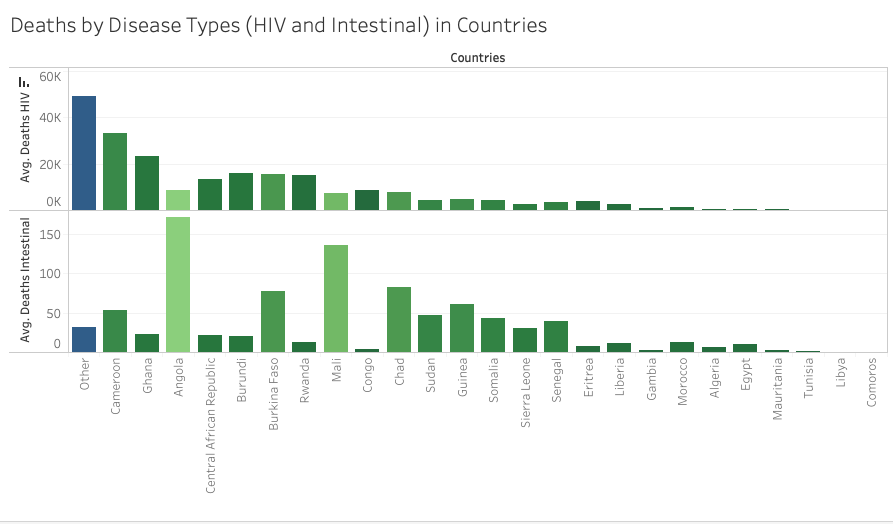 Deaths by Disease Types (HIV and Intestinal) in Countries
Countries
Avg. Deaths HIV
60K
40K
20K
0K
Avg. Deaths Intestinal
150
100
50
0
Other
Cameroon
Ghana
Angola
Central African Republic
Burundi
Burkina Faso
Rwanda
Mali
Congo
Chad
Sudan
Guinea
Somalia
Sierra Leone
Senegal
Eritrea
Liberia
Gambia
Morocco
Algeria
Egypt
Mauritania
Tunisia
Libya
Comoros